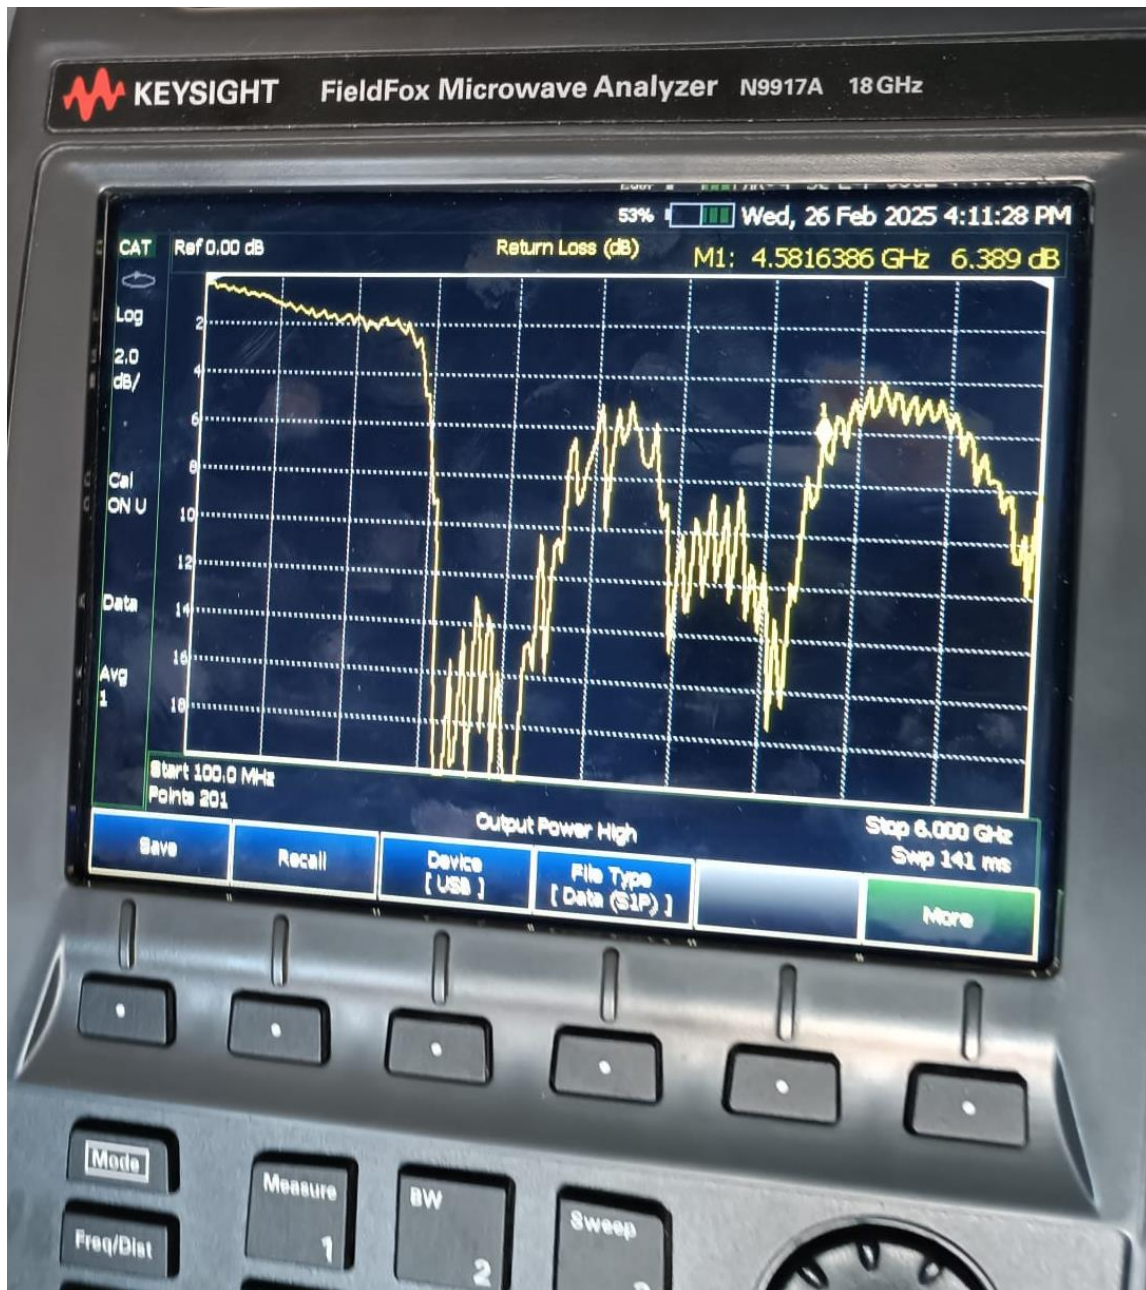 KEYSIGHT FieldFox Microwave Analyzer N9917A 18 GHz
53% Wed, 26 Feb 2025 4:11:28 PM
CAT Ref 0.00 dB Return Loss (dB) M1: 4.5816386 GHz 6.389 dB
Log
2.0
dB/
2
4
6
8
Cal
ON U
10
12
Data
14
16
Avg
1
18
Start 100.0 MHz
Points 201
Output Power High
Stop 6.000 GHz
Swp 141 ms
Save Recall Device [ USB ] File Type [ Data (S1P) ] More
Mode
Measure
1
BW
2
Sweep
Freq/Dist